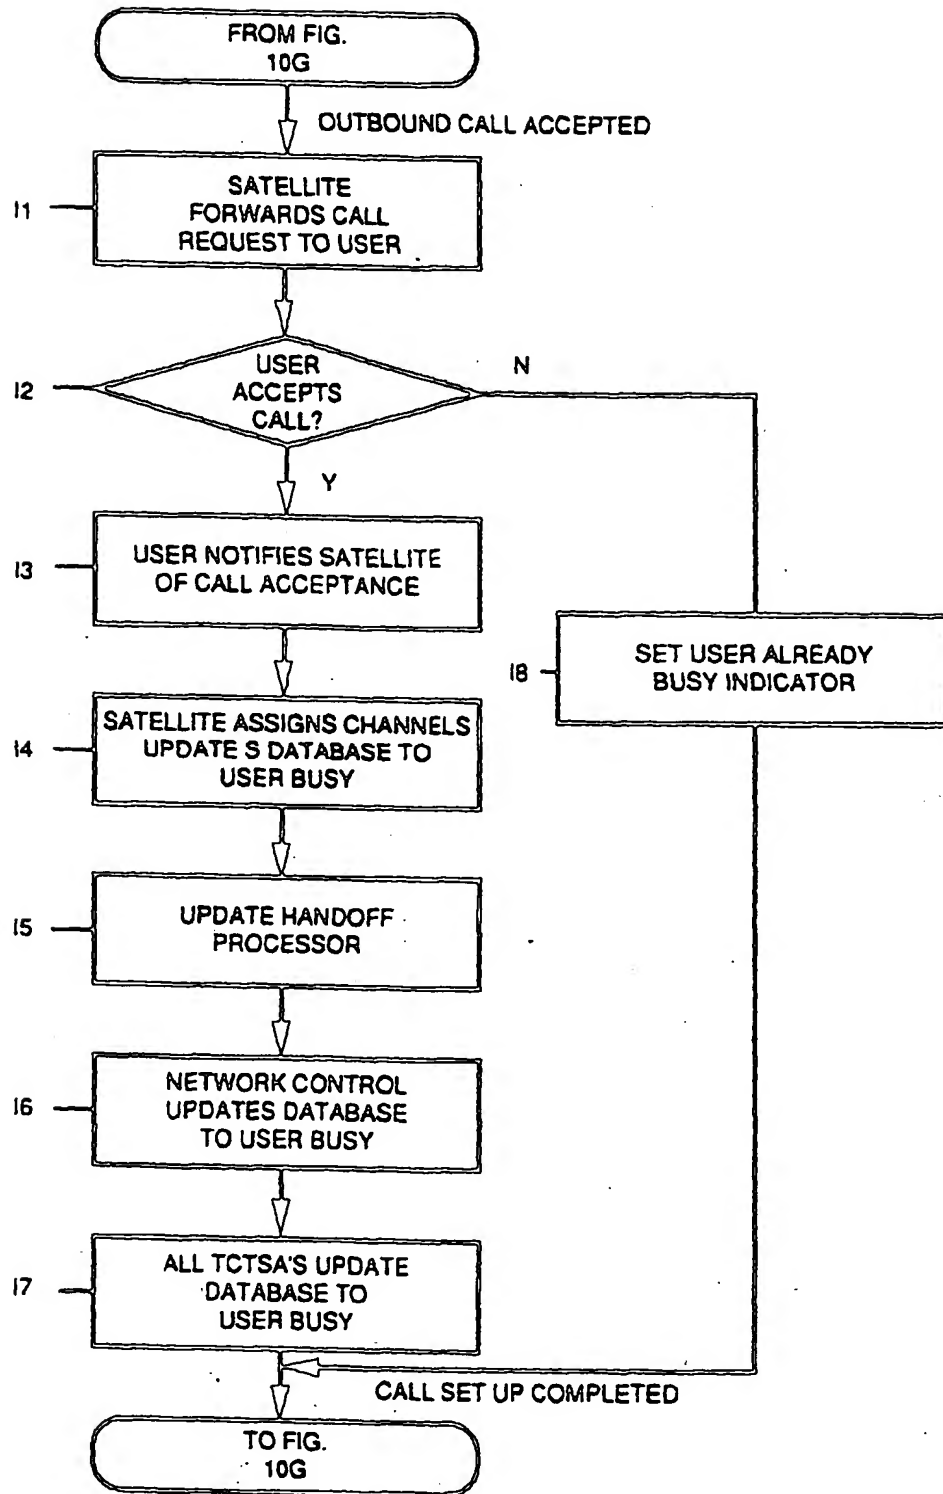 FROM FIG.
10G
OUTBOUND CALL ACCEPTED
I1
SATELLITE
FORWARDS CALL
REQUEST TO USER
I2
USER
ACCEPTS
CALL?
N
Y
I3
USER NOTIFIES SATELLITE
OF CALL ACCEPTANCE
I8
SET USER ALREADY
BUSY INDICATOR
I4
SATELLITE ASSIGNS CHANNELS
UPDATE S DATABASE TO
USER BUSY
I5
UPDATE HANDOFF
PROCESSOR
I6
NETWORK CONTROL
UPDATES DATABASE
TO USER BUSY
I7
ALL TCTSA'S UPDATE
DATABASE TO
USER BUSY
CALL SET UP COMPLETED
TO FIG.
10G